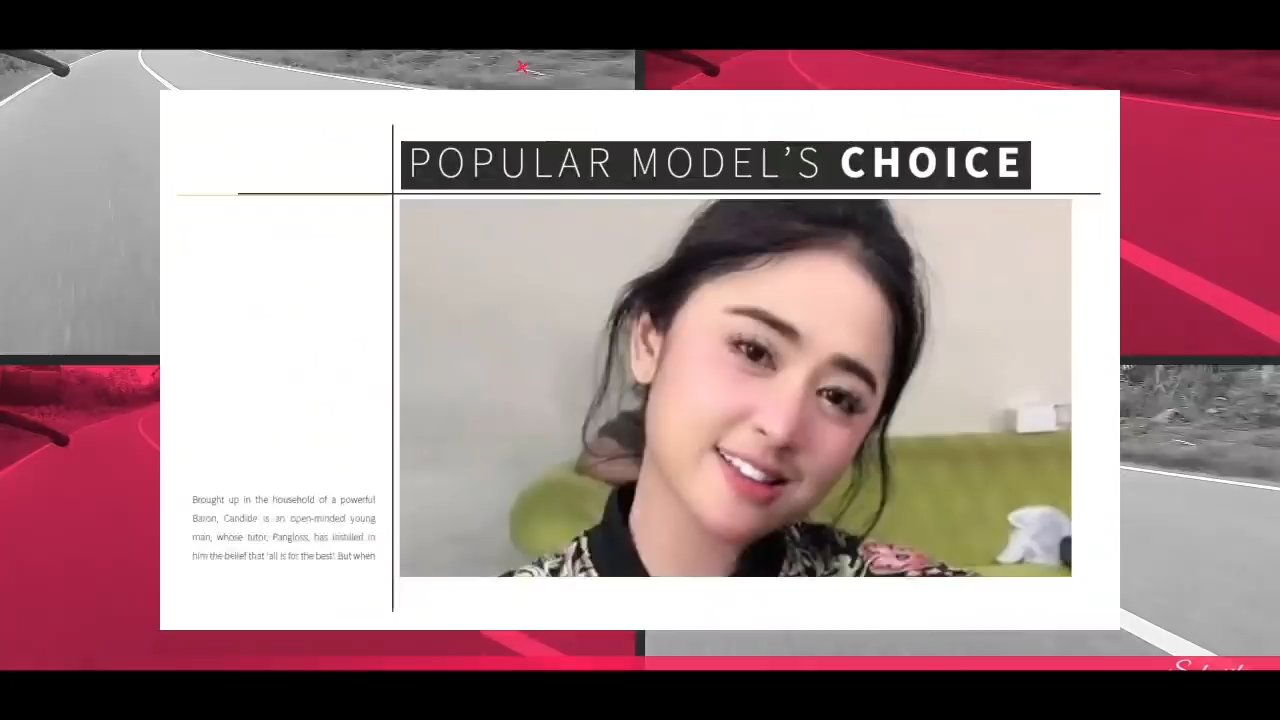 POPULAR MODEL’S CHOICE
Brought up in the household of a powerful
Baron, Candide is an open-minded young
man, whose tutor, Pangloss, has instilled in
him the belief that 'all is for the best'. But when